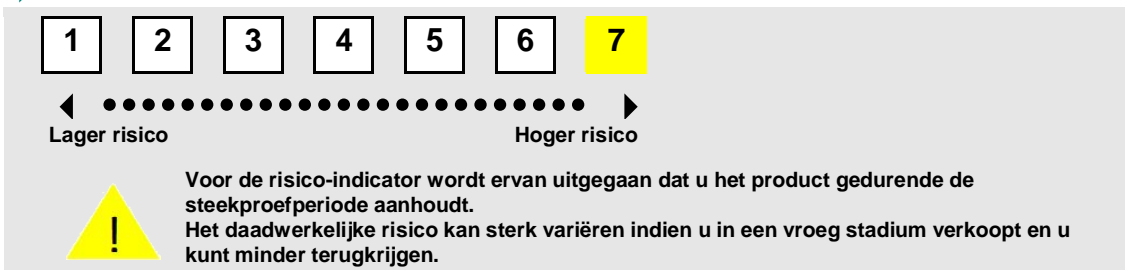 1 2 3 4 5 6 7
Lager risico Hoger risico
!
Voor de risico-indicator wordt ervan uitgegaan dat u het product gedurende de
steekproefperiode aanhoudt.
Het daadwerkelijke risico kan sterk variëren indien u in een vroeg stadium verkoopt en u
kunt minder terugkrijgen.